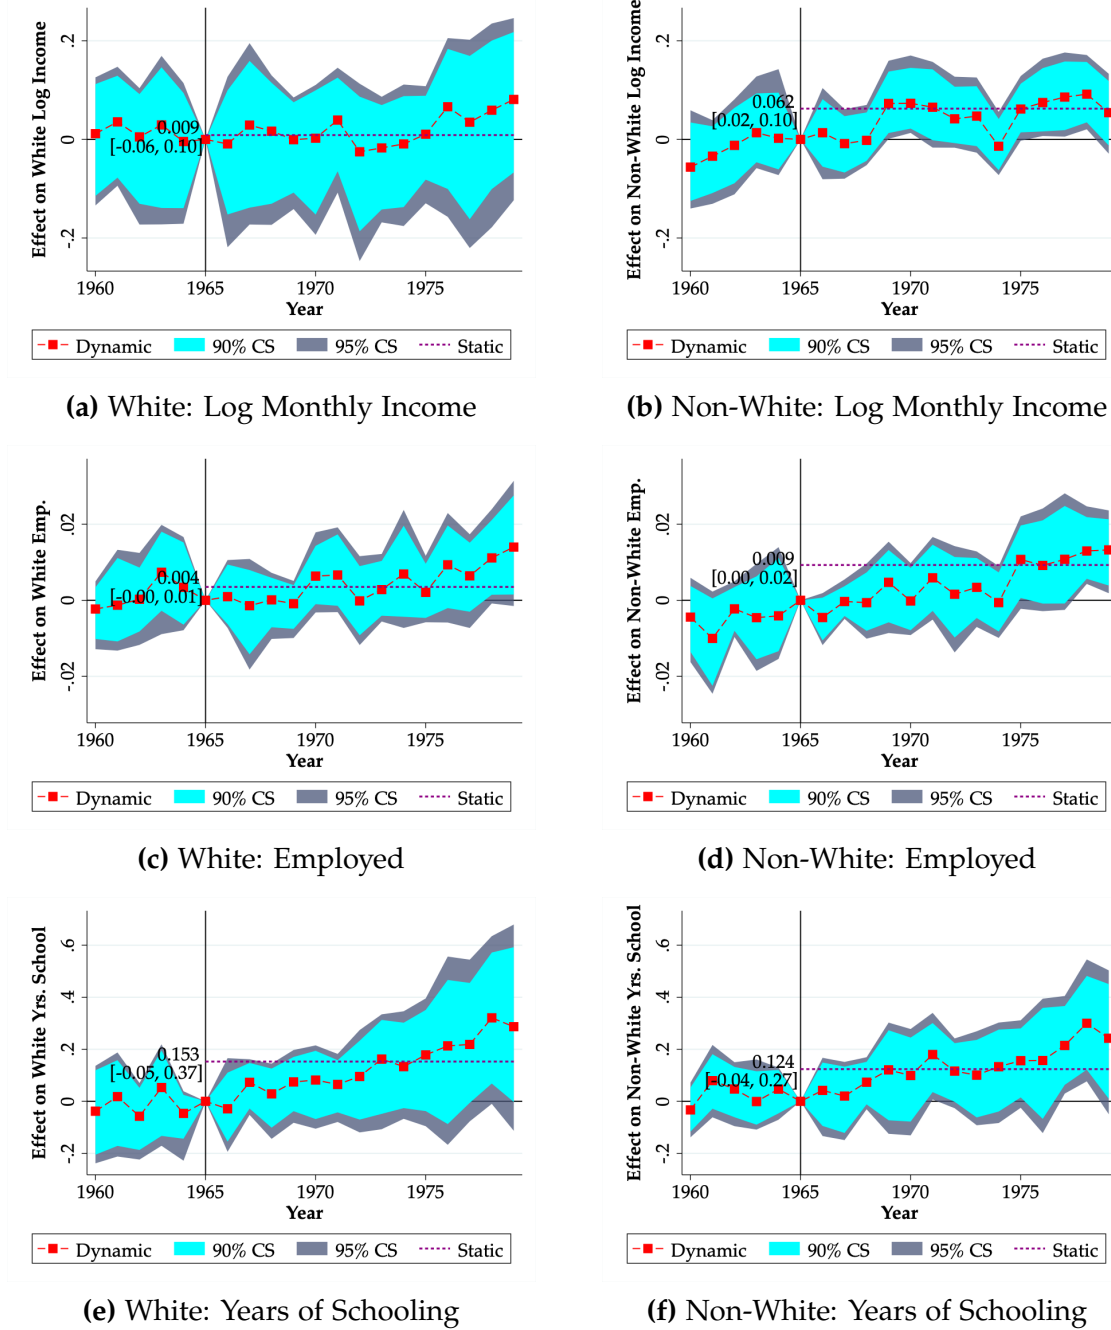 Effect on White Log Income
.2
0
-.2
0.009
[-0.06, 0.10]
1960
1965
1970
1975
Year
Dynamic 90% CS 95% CS Static
(a) White: Log Monthly Income
Effect on Non-White Log Income
.2
0
-.2
0.062
[0.02, 0.10]
1960
1965
1970
1975
Year
Dynamic 90% CS 95% CS Static
(b) Non-White: Log Monthly Income
Effect on White Emp.
.02
0
-.02
0.004
[-0.00, 0.01]
1960
1965
1970
1975
Year
Dynamic 90% CS 95% CS Static
(c) White: Employed
Effect on Non-White Emp.
.02
0
-.02
0.009
[0.00, 0.02]
1960
1965
1970
1975
Year
Dynamic 90% CS 95% CS Static
(d) Non-White: Employed
Effect on White Yrs. School
.6
.4
.2
0
-.2
0.153
[-0.05, 0.37]
1960
1965
1970
1975
Year
Dynamic 90% CS 95% CS Static
(e) White: Years of Schooling
Effect on Non-White Yrs. School
.6
.4
.2
0
-.2
0.124
[-0.04, 0.27]
1960
1965
1970
1975
Year
Dynamic 90% CS 95% CS Static
(f) Non-White: Years of Schooling